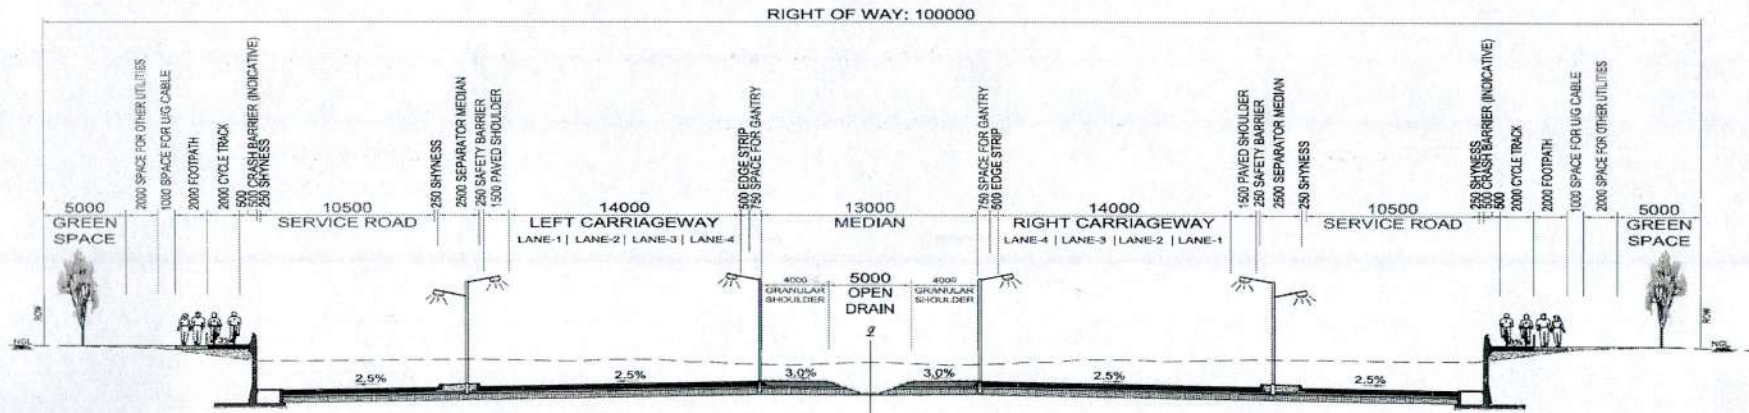 RIGHT OF WAY: 100000
2000 SPACE FOR OTHER UTILITIES
1000 SPACE FOR U/G CABLE
2000 FOOTPATH
2000 CYCLE TRACK
500
500 CRASH BARRIER (INDICATIVE)
250 SHYNESS
250 SHYNESS
2500 SEPARATOR MEDIAN
250 SAFETY BARRIER
1500 PAVED SHOULDER
500 EDGE STRIP
750 SPACE FOR GANTRY
750 SPACE FOR GANTRY
500 EDGE STRIP
1500 PAVED SHOULDER
250 SAFETY BARRIER
2500 SEPARATOR MEDIAN
250 SHYNESS
250 SHYNESS
500 CRASH BARRIER (INDICATIVE)
500
2000 CYCLE TRACK
2000 FOOTPATH
1000 SPACE FOR U/G CABLE
2000 SPACE FOR OTHER UTILITIES
5000 10500 14000 13000 14000 10500 5000
GREEN SPACE
SERVICE ROAD
LEFT CARRIAGEWAY
LANE-1 | LANE-2 | LANE-3 | LANE-4
MEDIAN
RIGHT CARRIAGEWAY
LANE-4 | LANE-3 | LANE-2 | LANE-1
SERVICE ROAD
GREEN SPACE
4000 5000 4000
GRANULAR SHOULDER
OPEN DRAIN
GRANULAR SHOULDER
ROW
ROW
NGL
NGL
2.5% 2.5% 3.0% 3.0% 2.5% 2.5%